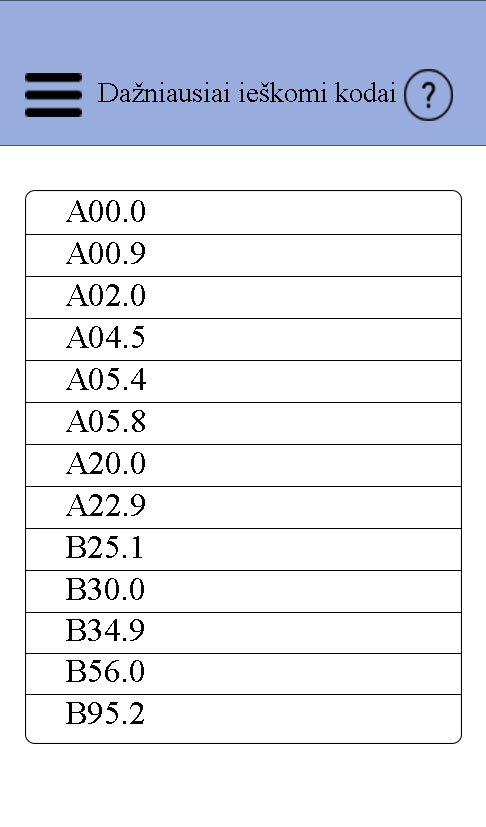 Dažniausiai ieškomi kodai ?
A00.0
A00.9
A02.0
A04.5
A05.4
A05.8
A20.0
A22.9
B25.1
B30.0
B34.9
B56.0
B95.2